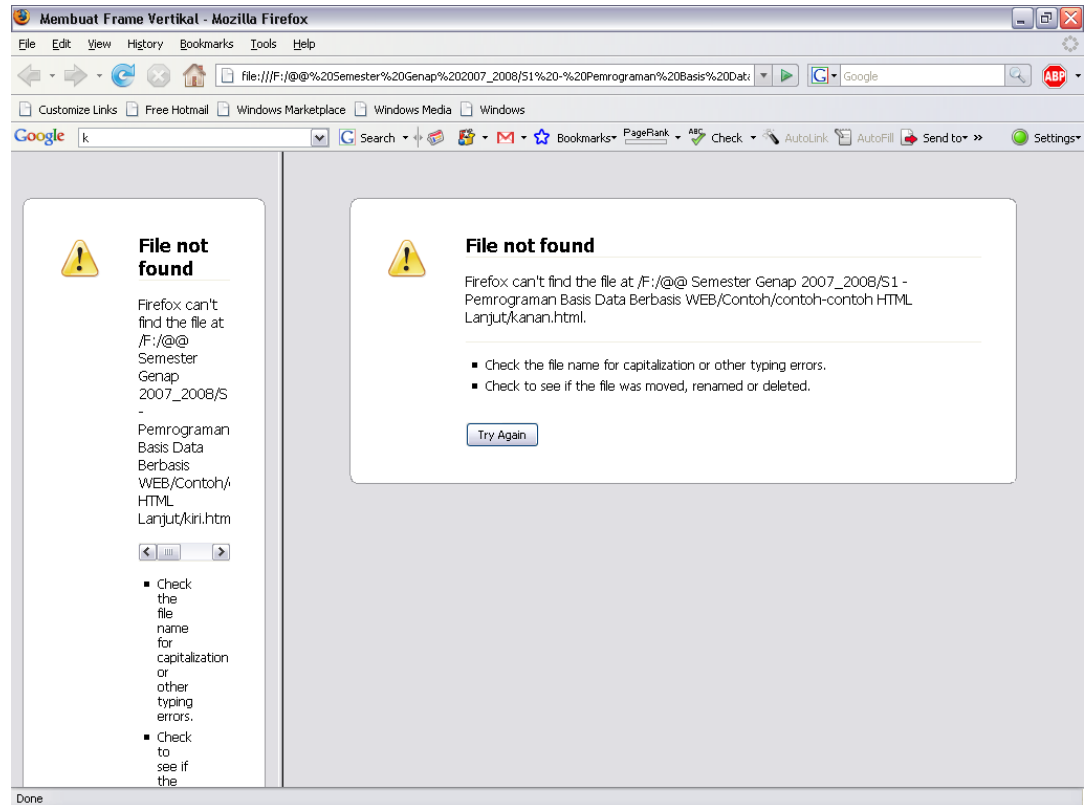 Membuat Frame Vertikal - Mozilla Firefox
File Edit View History Bookmarks Tools Help
file:///F:/@@%20Semester%20Genap%202007_2008/S1%20-%20Pemrograman%20Basis%20Data
G Google
ABP
Customize Links Free Hotmail Windows Marketplace Windows Media Windows
Google k G Search Bookmarks PageRank ABC Check AutoLink AutoFill Send to Settings
File not
found
Firefox can't
find the file at
/F:/@@
Semester
Genap
2007_2008/S
-
Pemrograman
Basis Data
Berbasis
WEB/Contoh/
HTML
Lanjut/kiri.htm
Check
the
file
name
for
capitalization
or
other
typing
errors.
Check
to
see if
the
File not found
Firefox can't find the file at /F:/@@ Semester Genap 2007_2008/S1 -
Pemrograman Basis Data Berbasis WEB/Contoh/contoh-contoh HTML
Lanjut/kanan.html.
Check the file name for capitalization or other typing errors.
Check to see if the file was moved, renamed or deleted.
Try Again
Done